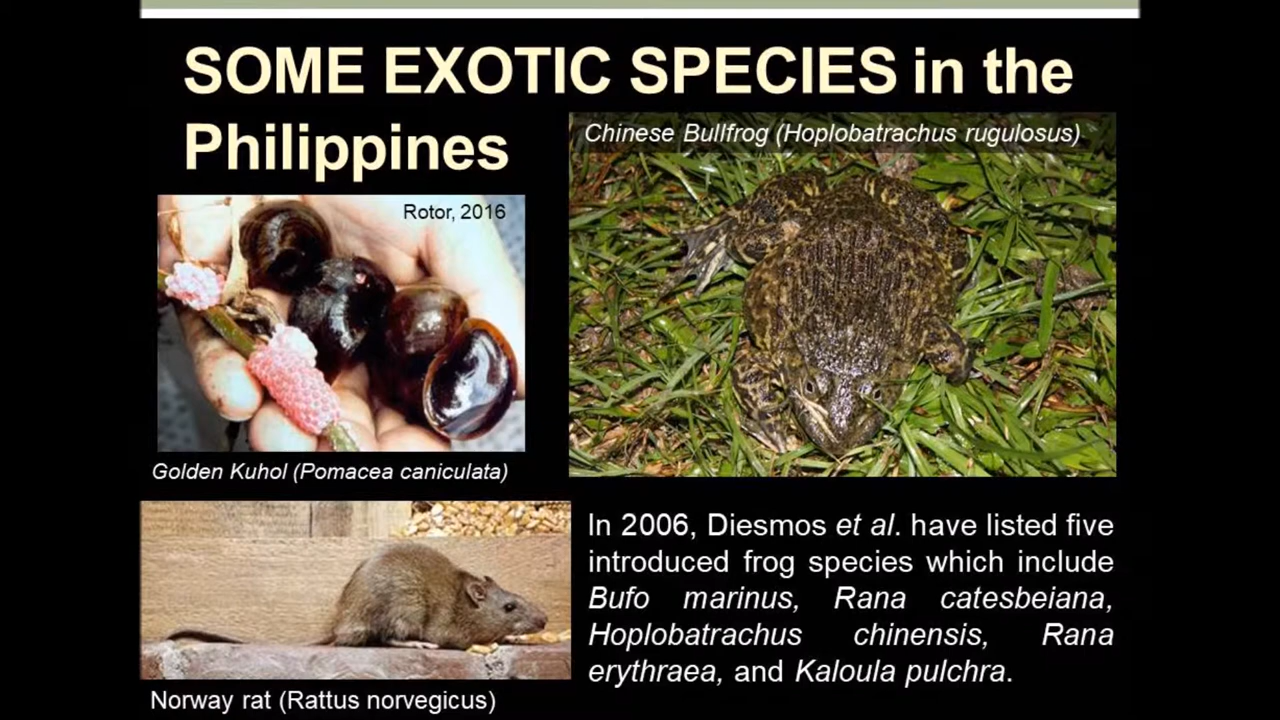 SOME EXOTIC SPECIES in the
Philippines
Chinese Bullfrog (Hoplobatrachus rugulosus)
Rotor, 2016
Golden Kuhol (Pomacea caniculata)
Norway rat (Rattus norvegicus)
In 2006, Diesmos et al. have listed five
introduced frog species which include
Bufo marinus, Rana catesbeiana,
Hoplobatrachus chinensis, Rana
erythraea, and Kaloula pulchra.